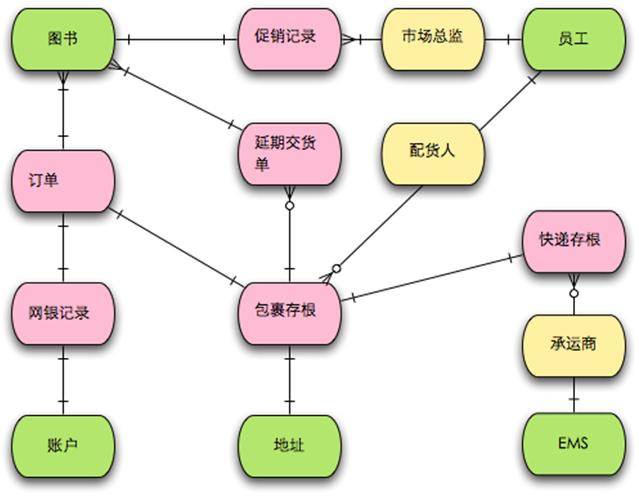 图书
促销记录
市场总监
员工
延期交货
单
配货人
订单
快递存根
网银记录
包裹存根
承运商
账户
地址
EMS